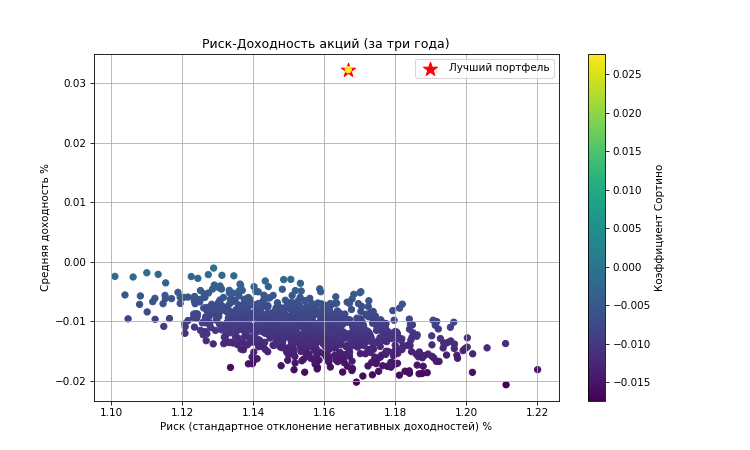 Риск-Доходность акций (за три года)
Лучший портфель
Средняя доходность %
0.03
0.02
0.01
0.00
−0.01
−0.02
1.10 1.12 1.14 1.16 1.18 1.20 1.22
Риск (стандартное отклонение негативных доходностей) %
0.025
0.020
0.015
0.010
0.005
0.000
−0.005
−0.010
−0.015
Коэффициент Сортино